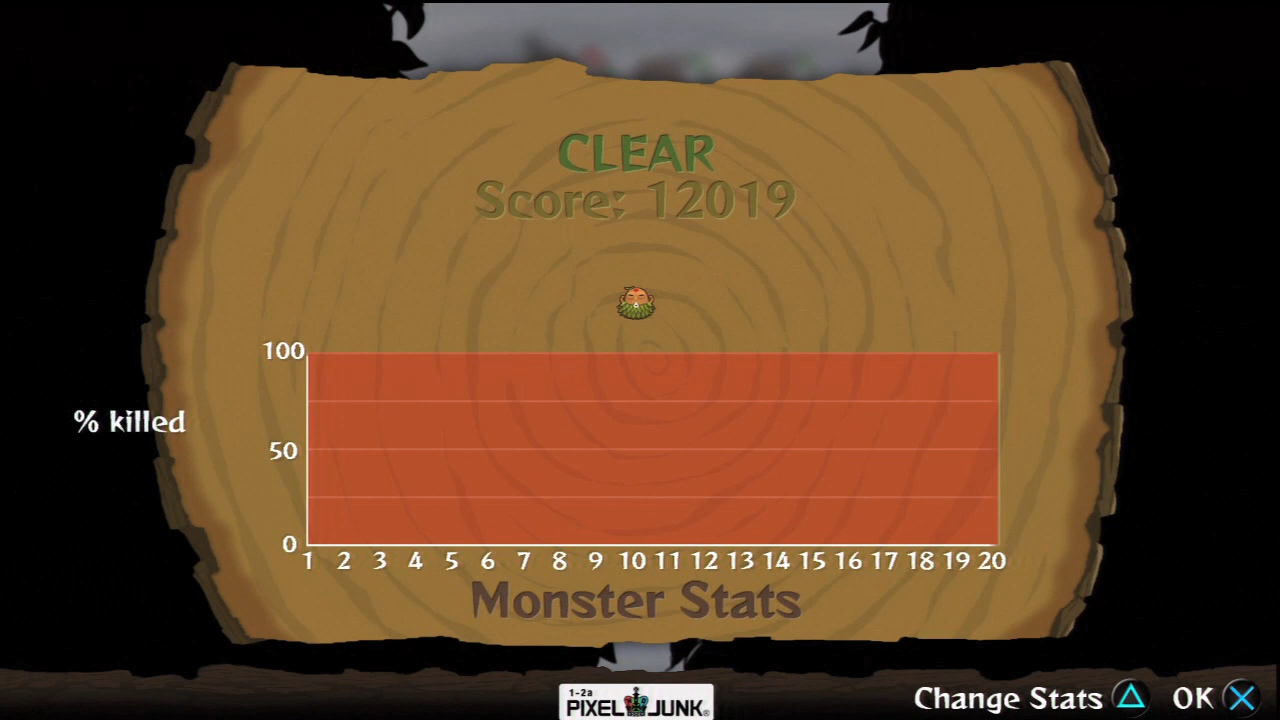 CLEAR
Score: 12019
100
% killed
50
0
1 2 3 4 5 6 7 8 9 10 11 12 13 14 15 16 17 18 19 20
Monster Stats
1-2a
PIXEL JUNK®
Change Stats OK